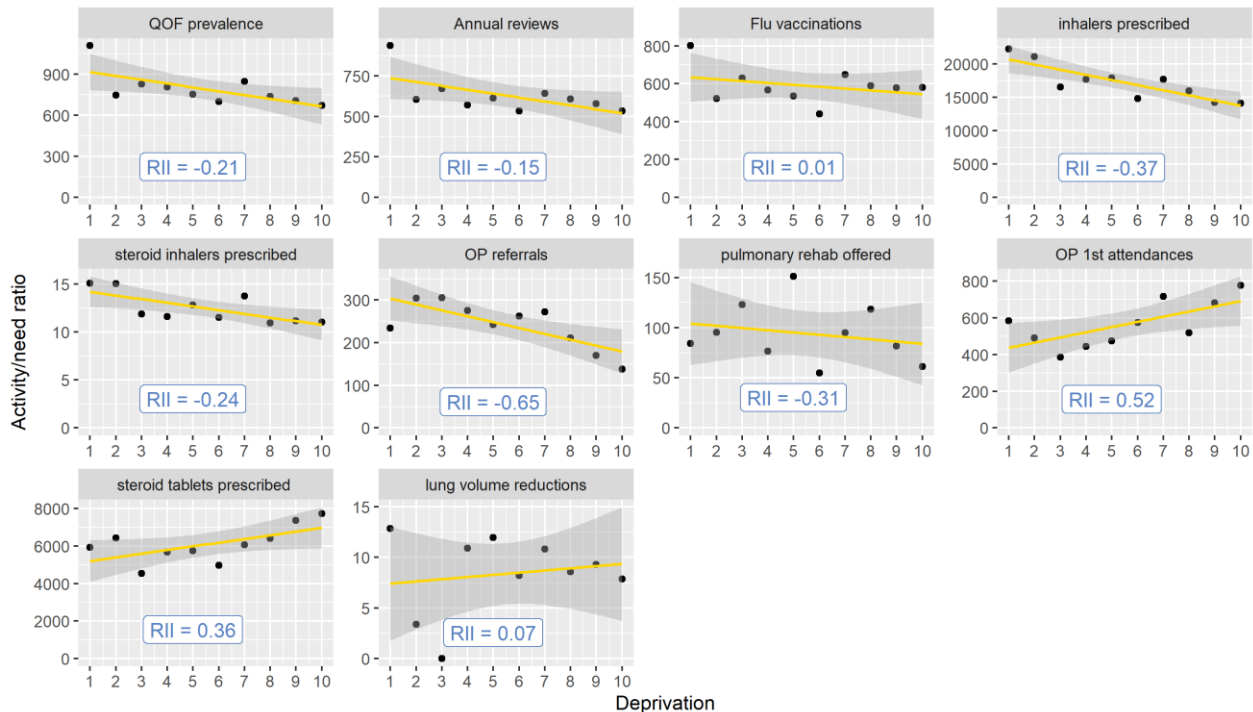 QOF prevalence
900
600
300
0
1 2 3 4 5 6 7 8 9 10
RII = -0.21
Annual reviews
750
500
250
0
1 2 3 4 5 6 7 8 9 10
RII = -0.15
Flu vaccinations
800
600
400
200
0
1 2 3 4 5 6 7 8 9 10
RII = 0.01
inhalers prescribed
20000
15000
10000
5000
0
1 2 3 4 5 6 7 8 9 10
RII = -0.37
Activity/need ratio
steroid inhalers prescribed
15
10
5
0
1 2 3 4 5 6 7 8 9 10
RII = -0.24
OP referrals
300
200
100
0
1 2 3 4 5 6 7 8 9 10
RII = -0.65
pulmonary rehab offered
150
100
50
0
1 2 3 4 5 6 7 8 9 10
RII = -0.31
OP 1st attendances
800
600
400
200
0
1 2 3 4 5 6 7 8 9 10
RII = 0.52
steroid tablets prescribed
8000
6000
4000
2000
0
1 2 3 4 5 6 7 8 9 10
RII = 0.36
lung volume reductions
15
10
5
0
1 2 3 4 5 6 7 8 9 10
RII = 0.07
Deprivation